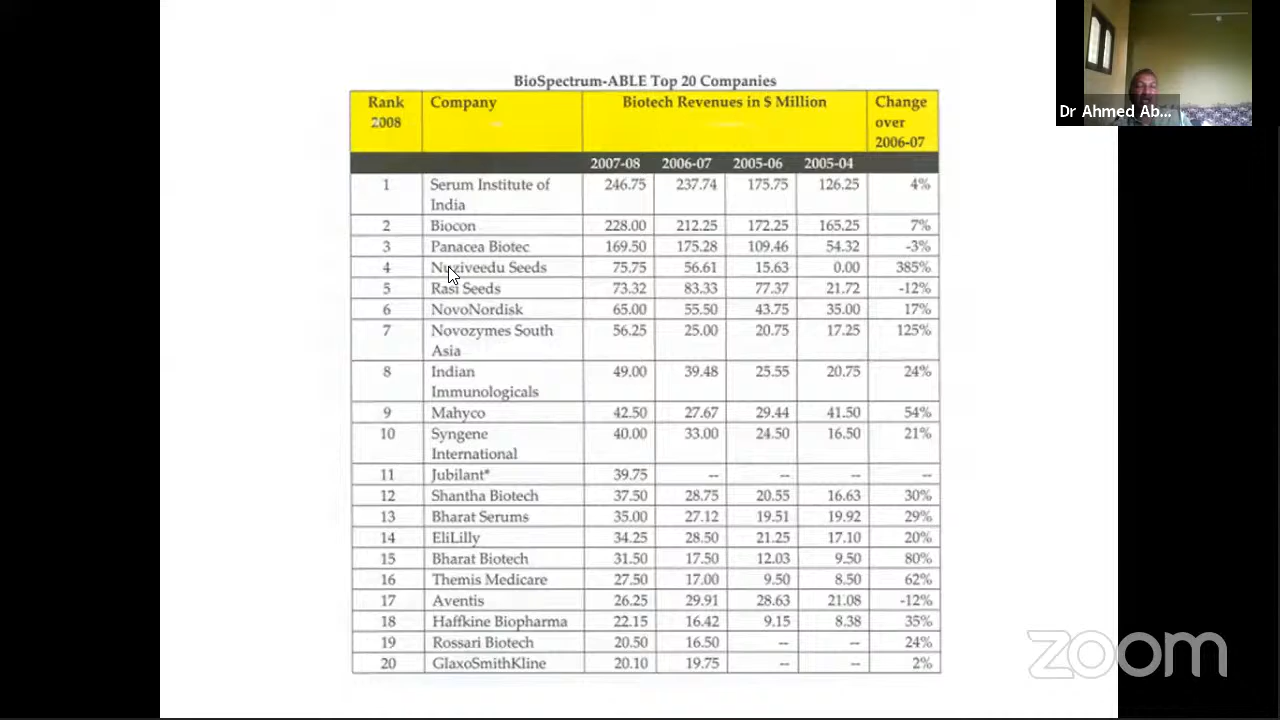 BioSpectrum-ABLE Top 20 Companies
Rank 2008 Company Biotech Revenues in $ Million Change over 2006-07
2007-08 2006-07 2005-06 2005-04
1 Serum Institute of India 246.75 237.74 175.75 126.25 4%
2 Biocon 228.00 212.25 172.25 165.25 7%
3 Panacea Biotec 169.50 175.28 109.46 54.32 -3%
4 Nuziveedu Seeds 75.75 56.61 15.63 0.00 385%
5 Rasi Seeds 73.32 83.33 77.37 21.72 -12%
6 NovoNordisk 65.00 55.50 43.75 35.00 17%
7 Novozymes South Asia 56.25 25.00 20.75 17.25 125%
8 Indian Immunologicals 49.00 39.48 25.55 20.75 24%
9 Mahyco 42.50 27.67 29.44 41.50 54%
10 Syngene International 40.00 33.00 24.50 16.50 21%
11 Jubilant* 39.75 -- -- -- --
12 Shantha Biotech 37.50 28.75 20.55 16.63 30%
13 Bharat Serums 35.00 27.12 19.51 19.92 29%
14 EliLilly 34.25 28.50 21.25 17.10 20%
15 Bharat Biotech 31.50 17.50 12.03 9.50 80%
16 Themis Medicare 27.50 17.00 9.50 8.50 62%
17 Aventis 26.25 29.91 28.63 21.08 -12%
18 Haffkine Biopharma 22.15 16.42 9.15 8.38 35%
19 Rossari Biotech 20.50 16.50 -- -- 24%
20 GlaxoSmithKline 20.10 19.75 -- -- 2%
Dr Ahmed Ab...
zoom